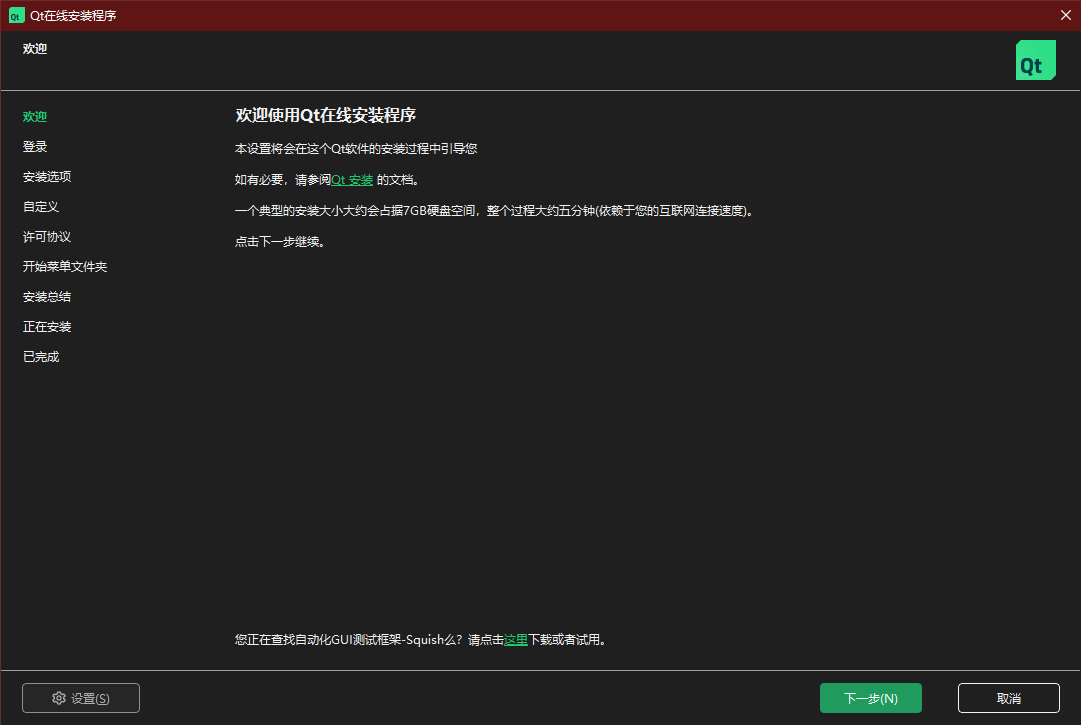 Qt在线安装程序
欢迎
Qt
欢迎
登录
安装选项
自定义
许可协议
开始菜单文件夹
安装总结
正在安装
已完成
欢迎使用Qt在线安装程序
本设置将会在这个Qt软件的安装过程中引导您
如有必要，请参阅Qt 安装 的文档。
一个典型的安装大小大约会占据7GB硬盘空间，整个过程大约五分钟(依赖于您的互联网连接速度)。
点击下一步继续。
您正在查找自动化GUI测试框架-Squish么？请点击这里下载或者试用。
设置(S)
下一步(N)
取消